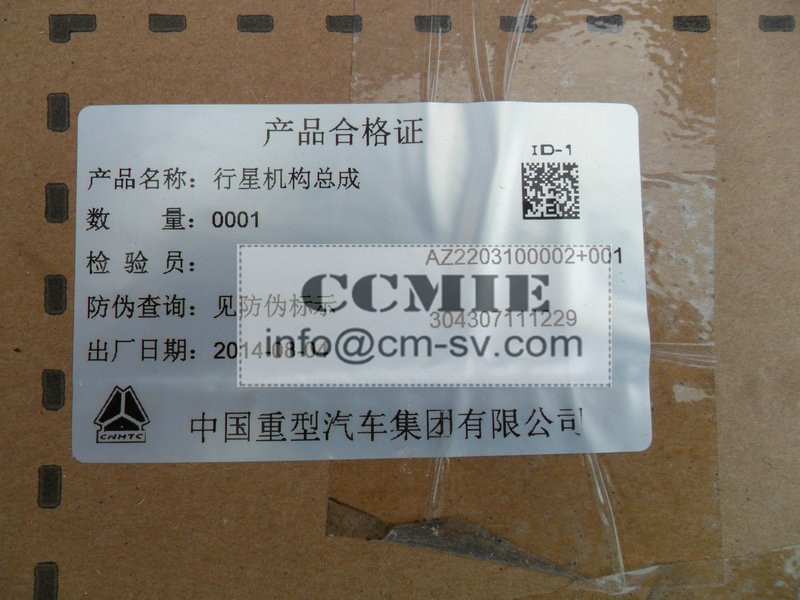 产品合格证
ID-1
产品名称: 行星机构总成
数 量: 0001
检 验 员:
AZ2203100002+001
防伪查询: 见防伪标示
304307111229
出厂日期: 2014-08-04
CCMIE
info@cm-sv.com
CNHTC
中国重型汽车集团有限公司